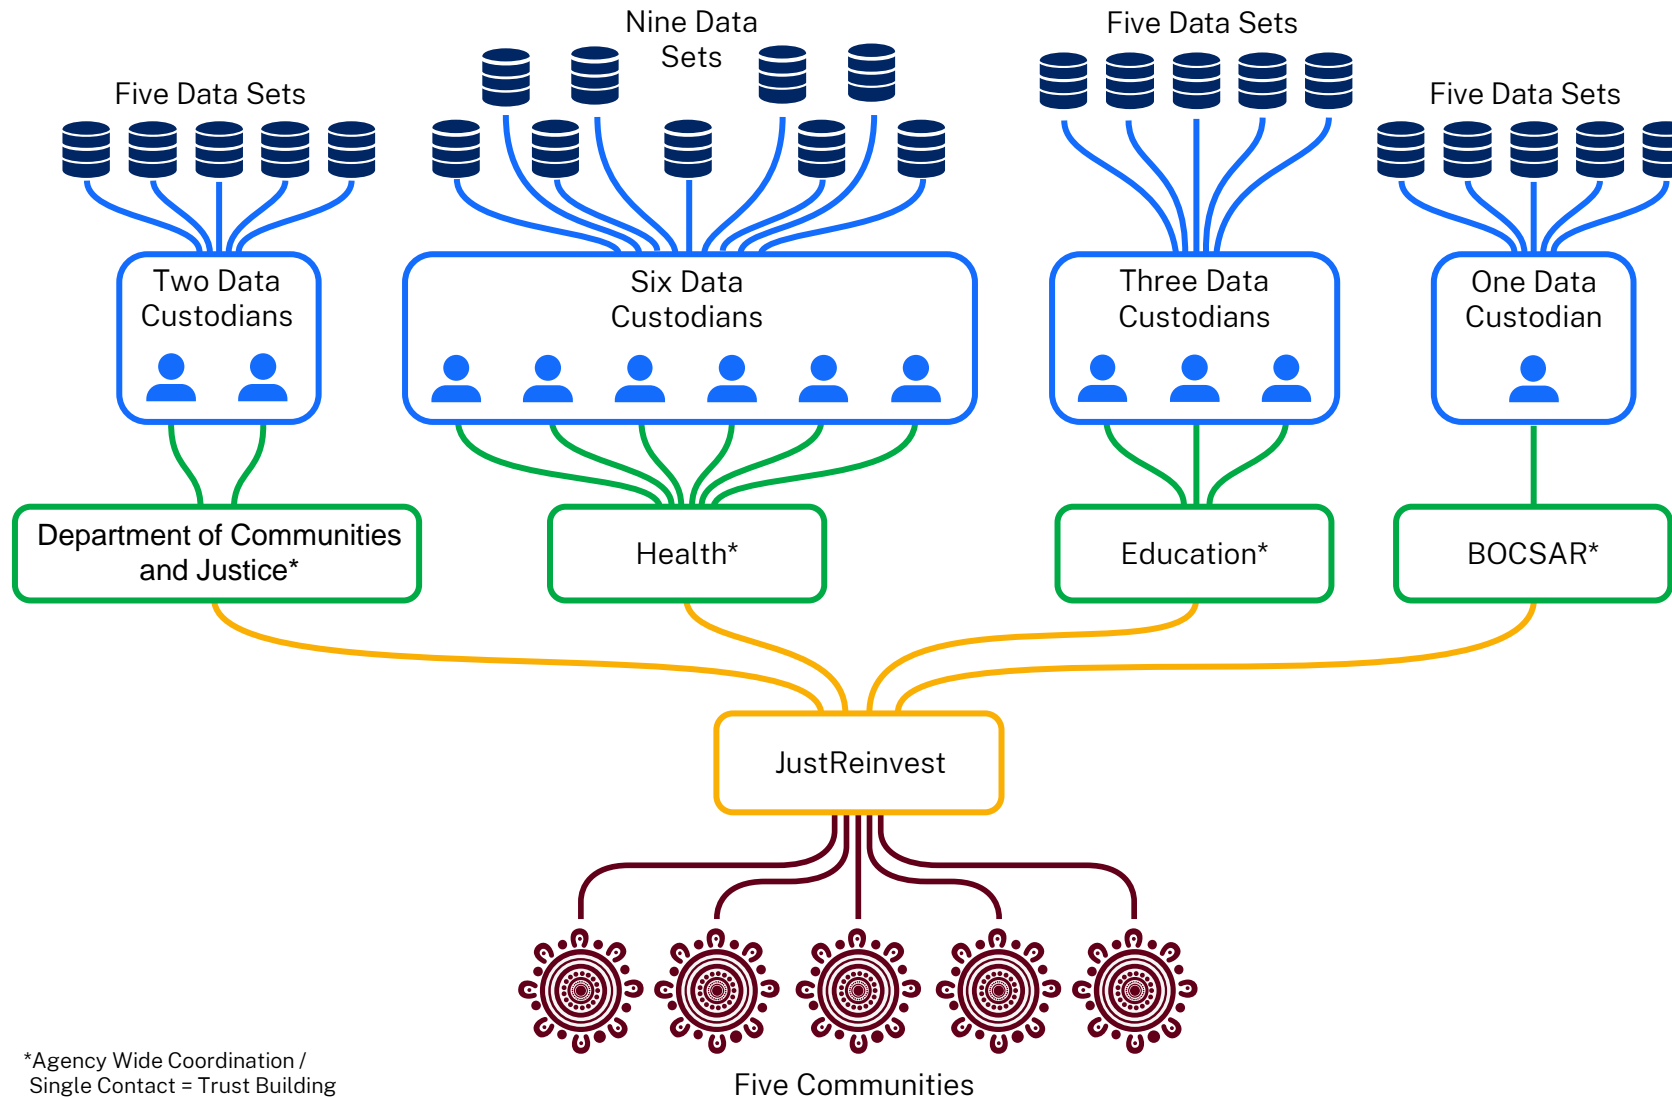 Five Data Sets
Nine Data
Sets
Five Data Sets
Five Data Sets
Two Data
Custodians
Six Data
Custodians
Three Data
Custodians
One Data
Custodian
Department of Communities
and Justice*
Health*
Education*
BOCSAR*
JustReinvest
Five Communities
*Agency Wide Coordination /
Single Contact = Trust Building